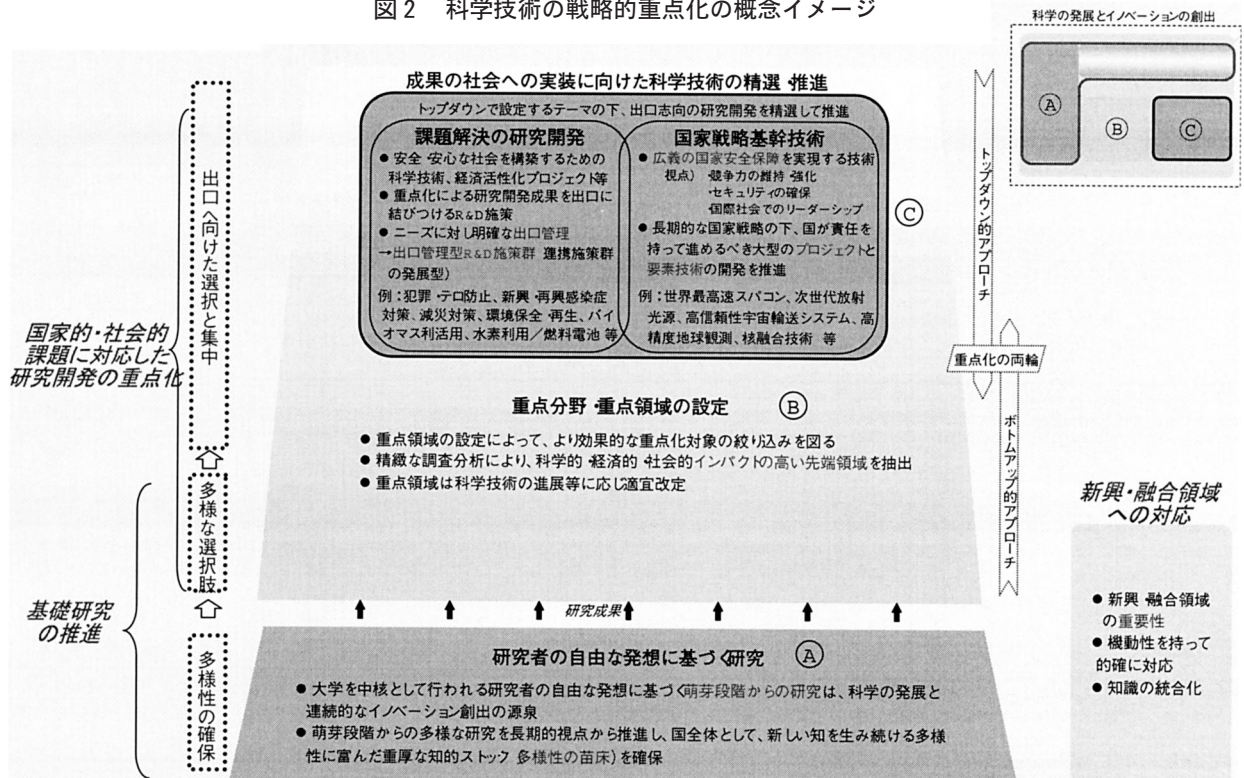 図2　科学技術の戦略的重点化の概念イメージ
科学の発展とイノベーションの創出
A
B
C
成果の社会への実装に向けた科学技術の精選・推進
トップダウンで設定するテーマの下、出口志向の研究開発を精選して推進
課題解決の研究開発
● 安全・安心な社会を構築するための
科学技術、経済活性化プロジェクト等
● 重点化による研究開発成果を出口に
結びつけるR&D施策
● ニーズに対し明確な出口管理
→出口管理型R&D施策群 連携施策群
の発展型)
例：犯罪・テロ防止、新興・再興感染症
対策、減災対策、環境保全・再生、バイ
オマス利活用、水素利用／燃料電池 等
国家戦略基幹技術
● 広義の国家安全保障を実現する技術
視点) ・競争力の維持・強化
・セキュリティの確保
・国際社会でのリーダーシップ
● 長期的な国家戦略の下、国が責任を
持って進めるべき大型のプロジェクトと
要素技術の開発を推進
例：世界最高速スパコン、次世代放射
光源、高信頼性宇宙輸送システム、高
精度地球観測、核融合技術 等
C
トップダウン的アプローチ
重点化の両輪
ボトムアップ的アプローチ
出口へ向けた選択と集中
国家的・社会的
課題に対応した
研究開発の重点化
重点分野・重点領域の設定 B
● 重点領域の設定によって、より効果的な重点化対象の絞り込みを図る
● 精緻な調査分析により、科学的・経済的・社会的インパクトの高い先端領域を抽出
● 重点領域は科学技術の進展等に応じ適宜改定
多様な選択肢
基礎研究
の推進
多様性の確保
研究成果
研究者の自由な発想に基づく研究 A
● 大学を中核として行われる研究者の自由な発想に基づく萌芽段階からの研究は、科学の発展と
連続的なイノベーション創出の源泉
● 萌芽段階からの多様な研究を長期的視点から推進し、国全体として、新しい知を生み続ける多様
性に富んだ重厚な知的ストック 多様性の苗床)を確保
新興・融合領域
への対応
● 新興・融合領域
の重要性
● 機動性を持って
的確に対応
● 知識の統合化